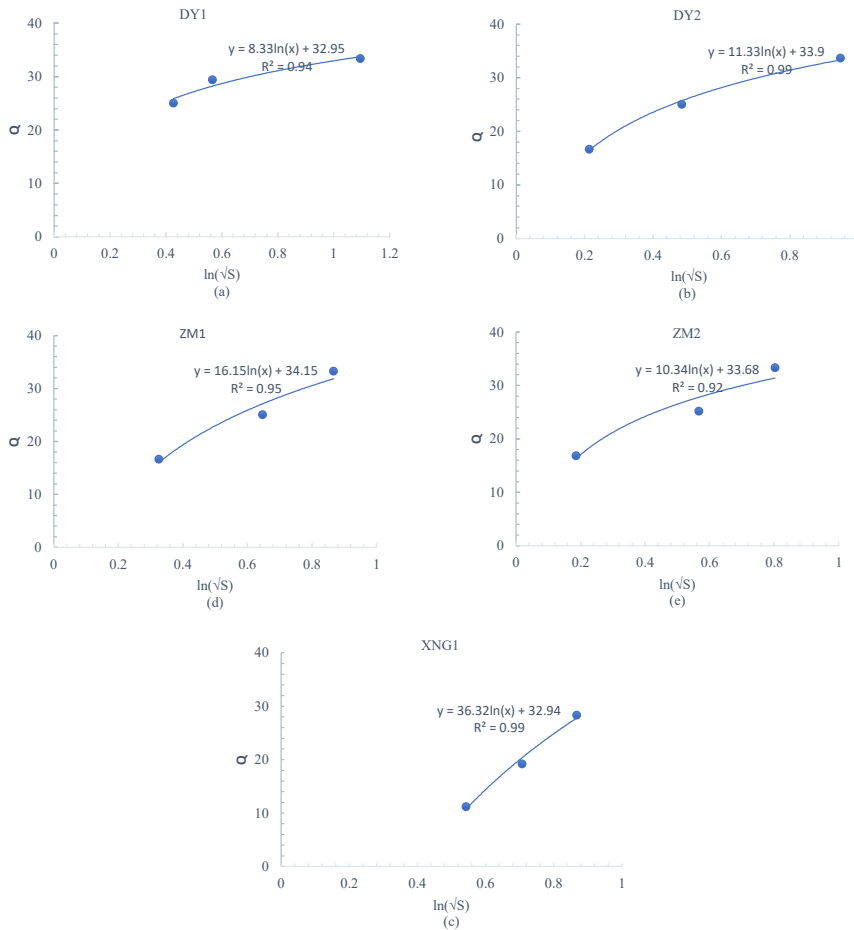 DY1
40
30
20
10
0
Q
y = 8.33ln(x) + 32.95
R² = 0.94
0 0.2 0.4 0.6 0.8 1 1.2
ln(√S)
(a)
DY2
40
30
20
10
0
Q
y = 11.33ln(x) + 33.9
R² = 0.99
0 0.2 0.4 0.6 0.8
ln(√S)
(b)
ZM1
40
30
20
10
0
Q
y = 16.15ln(x) + 34.15
R² = 0.95
0 0.2 0.4 0.6 0.8 1
ln(√S)
(d)
ZM2
40
30
20
10
0
Q
y = 10.34ln(x) + 33.68
R² = 0.92
0 0.2 0.4 0.6 0.8 1
ln(√S)
(e)
XNG1
40
30
20
10
0
Q
y = 36.32ln(x) + 32.94
R² = 0.99
0 0.2 0.4 0.6 0.8 1
ln(√S)
(c)